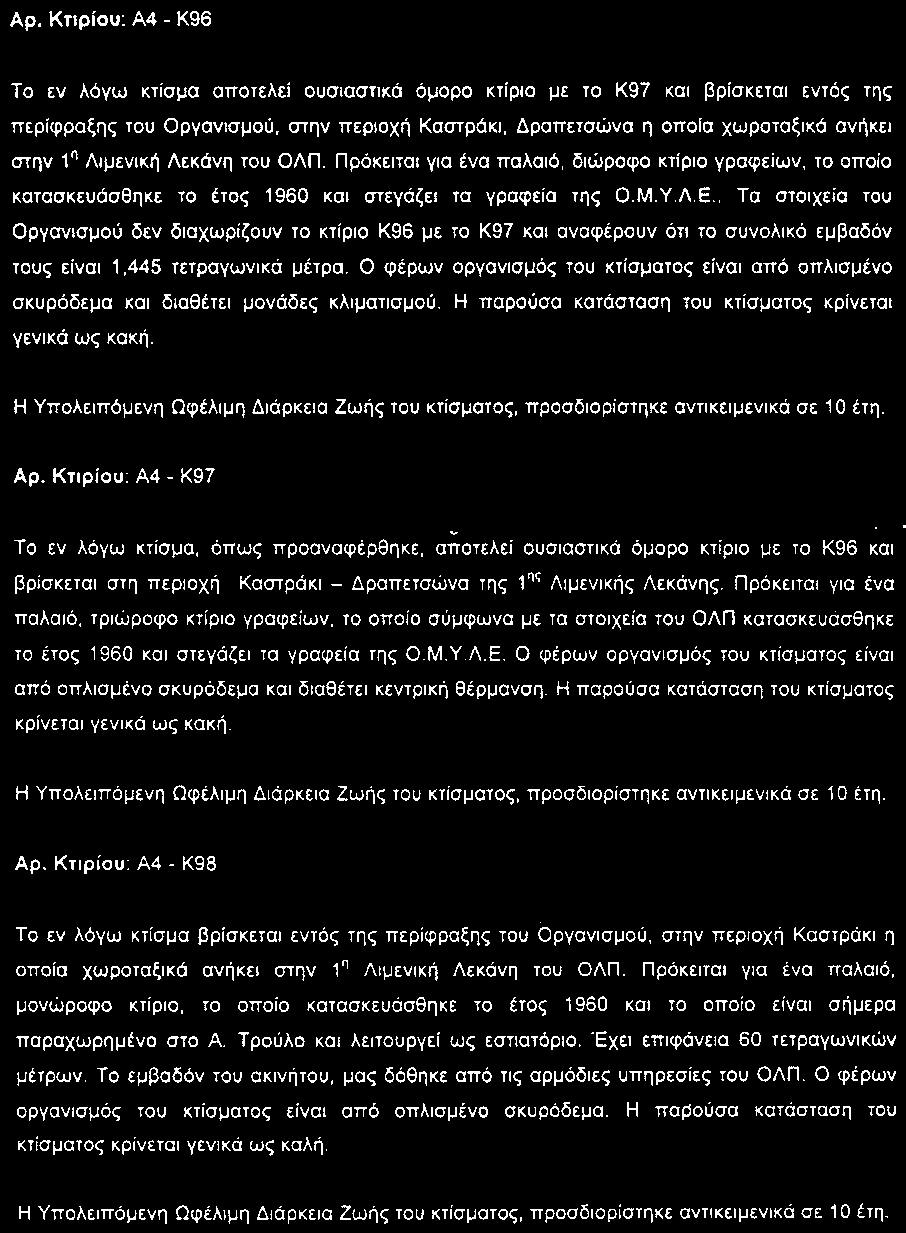 Αρ. Κτιρίου: Α4 - Κ96
Το εν λόγω κτίσμα αποτελεί ουσιαστικά όμορο κτίριο με το Κ97 και βρίσκεται εντός της
περίφραξης του Οργανισμού, στην περιοχή Καστράκι, Δραπετσώνα η οποία χωροταξικά ανήκει
στην 1η Λιμενική Λεκάνη του ΟΛΠ. Πρόκειται για ένα παλαιό, διώροφο κτίριο γραφείων, το οποίο
κατασκευάσθηκε το έτος 1960 και στεγάζει τα γραφεία της Ο.Μ.Υ.Λ.Ε.. Τα στοιχεία του
Οργανισμού δεν διαχωρίζουν το κτίριο Κ96 με το Κ97 και αναφέρουν ότι το συνολικό εμβαδόν
τους είναι 1,445 τετραγωνικά μέτρα. Ο φέρων οργανισμός του κτίσματος είναι από οπλισμένο
σκυρόδεμα και διαθέτει μονάδες κλιματισμού. Η παρούσα κατάσταση του κτίσματος κρίνεται
γενικά ως κακή.
Η Υπολειπόμενη Ωφέλιμη Διάρκεια Ζωής του κτίσματος, προσδιορίστηκε αντικειμενικά σε 10 έτη.
Αρ. Κτιρίου: Α4 - Κ97
Το εν λόγω κτίσμα, όπως προαναφέρθηκε, αποτελεί ουσιαστικά όμορο κτίριο με το Κ96 και
βρίσκεται στη περιοχή Καστράκι – Δραπετσώνα της 1ης Λιμενικής Λεκάνης. Πρόκειται για ένα
παλαιό, τριώροφο κτίριο γραφείων, το οποίο σύμφωνα με τα στοιχεία του ΟΛΠ κατασκευάσθηκε
το έτος 1960 και στεγάζει τα γραφεία της Ο.Μ.Υ.Λ.Ε. Ο φέρων οργανισμός του κτίσματος είναι
από οπλισμένο σκυρόδεμα και διαθέτει κεντρική θέρμανση. Η παρούσα κατάσταση του κτίσματος
κρίνεται γενικά ως κακή.
Η Υπολειπόμενη Ωφέλιμη Διάρκεια Ζωής του κτίσματος, προσδιορίστηκε αντικειμενικά σε 10 έτη.
Αρ. Κτιρίου: Α4 - Κ98
Το εν λόγω κτίσμα βρίσκεται εντός της περίφραξης του Οργανισμού, στην περιοχή Καστράκι η
οποία χωροταξικά ανήκει στην 1η Λιμενική Λεκάνη του ΟΛΠ. Πρόκειται για ένα παλαιό,
μονώροφο κτίριο, το οποίο κατασκευάσθηκε το έτος 1960 και το οποίο είναι σήμερα
παραχωρημένο στο Α. Τρούλο και λειτουργεί ως εστιατόριο. Έχει επιφάνεια 60 τετραγωνικών
μέτρων. Το εμβαδόν του ακινήτου, μας δόθηκε από τις αρμόδιες υπηρεσίες του ΟΛΠ. Ο φέρων
οργανισμός του κτίσματος είναι από οπλισμένο σκυρόδεμα. Η παρούσα κατάσταση του
κτίσματος κρίνεται γενικά ως καλή.
Η Υπολειπόμενη Ωφέλιμη Διάρκεια Ζωής του κτίσματος, προσδιορίστηκε αντικειμενικά σε 10 έτη.